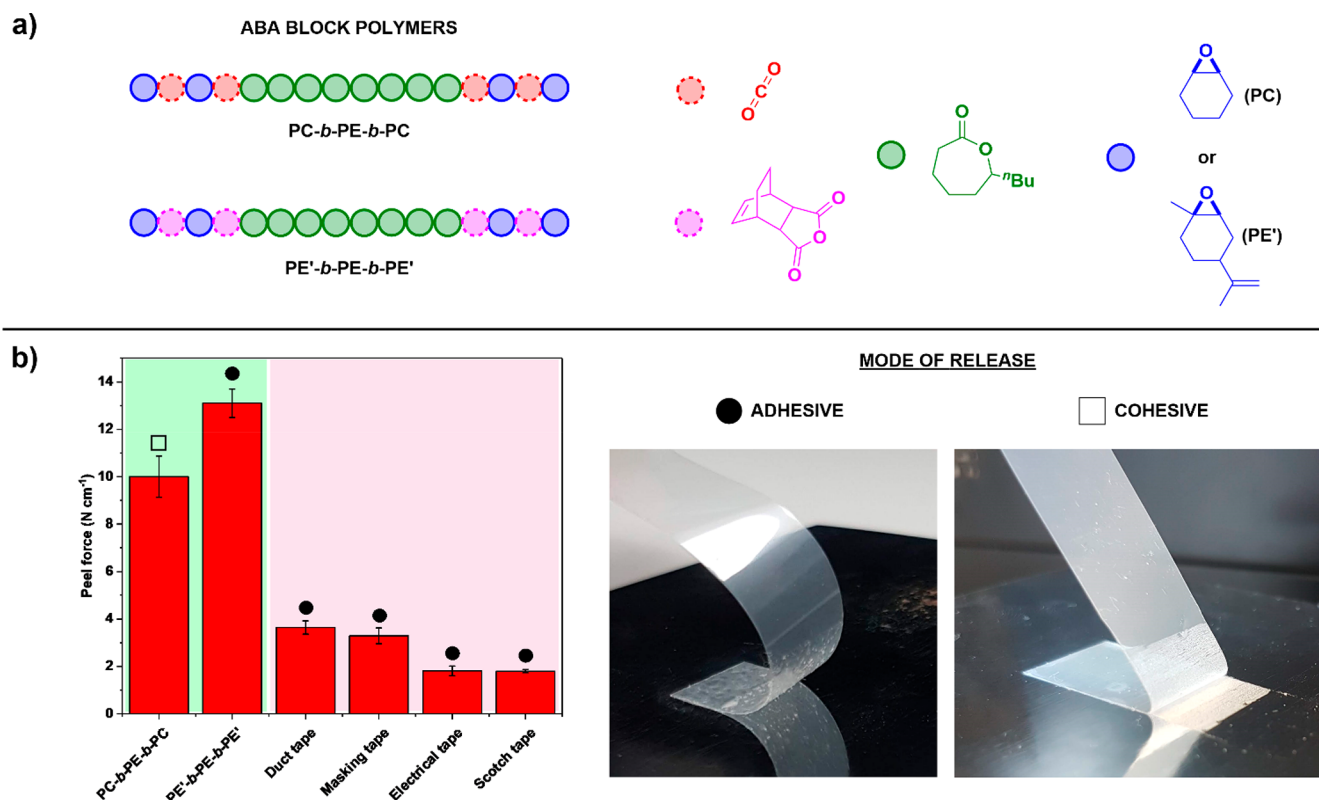 a)
ABA BLOCK POLYMERS
PC-b-PE-b-PC
PE'-b-PE-b-PE'
O
C
O
O
O
O
O
O
nBu
O
(PC)
or
O
(PE')
b)
Peel force (N cm⁻¹)
14
12
10
8
6
4
2
0
PC-b-PE-b-PC
PE'-b-PE-b-PE'
Duct tape
Masking tape
Electrical tape
Scotch tape
MODE OF RELEASE
ADHESIVE
COHESIVE